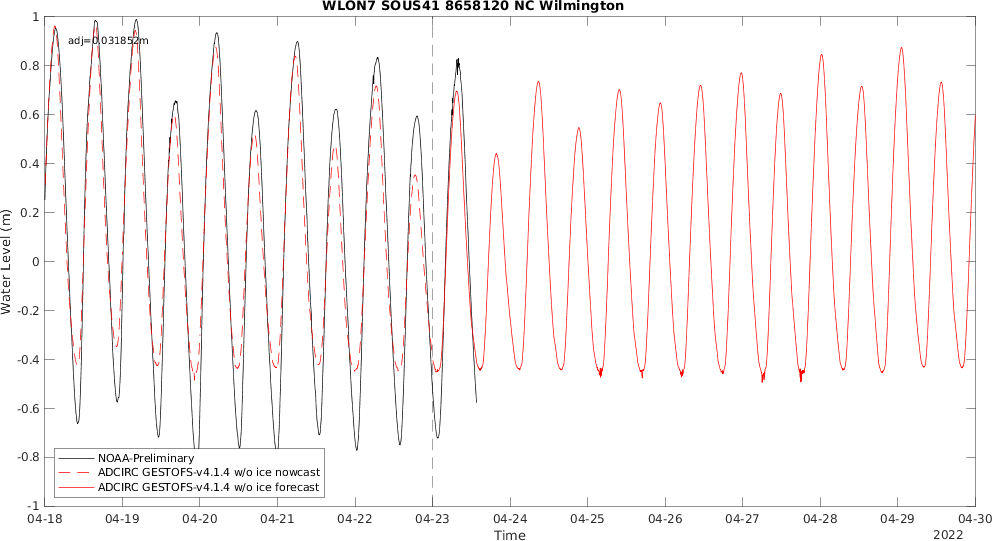 WLON7 SOUS41 8658120 NC Wilmington
adj=0.031852m
1
0.8
0.6
0.4
0.2
0
-0.2
-0.4
-0.6
-0.8
-1
Water Level (m)
NOAA-Preliminary
ADCIRC GESTOFS-v4.1.4 w/o ice nowcast
ADCIRC GESTOFS-v4.1.4 w/o ice forecast
04-18 04-19 04-20 04-21 04-22 04-23 04-24 04-25 04-26 04-27 04-28 04-29 04-30
Time
2022